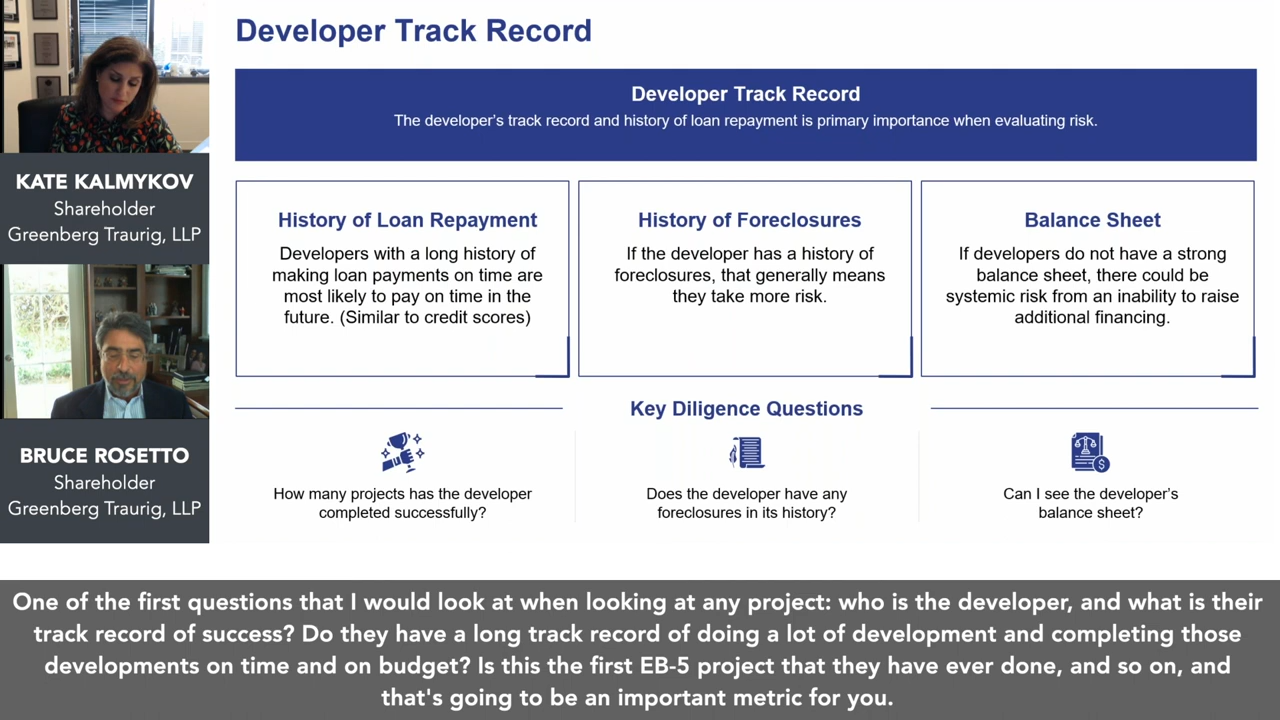 Developer Track Record
Developer Track Record
The developer's track record and history of loan repayment is primary importance when evaluating risk.
KATE KALMYKOV
Shareholder
Greenberg Traurig, LLP
BRUCE ROSETTO
Shareholder
Greenberg Traurig, LLP
History of Loan Repayment
Developers with a long history of
making loan payments on time are
most likely to pay on time in the
future. (Similar to credit scores)
History of Foreclosures
If the developer has a history of
foreclosures, that generally means
they take more risk.
Balance Sheet
If developers do not have a strong
balance sheet, there could be
systemic risk from an inability to raise
additional financing.
Key Diligence Questions
How many projects has the developer
completed successfully?
Does the developer have any
foreclosures in its history?
Can I see the developer's
balance sheet?
One of the first questions that I would look at when looking at any project: who is the developer, and what is their
track record of success? Do they have a long track record of doing a lot of development and completing those
developments on time and on budget? Is this the first EB-5 project that they have ever done, and so on, and
that's going to be an important metric for you.